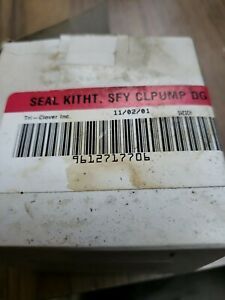 SEAL KITHT. SFY CLPUMP DG
Tri-Clover Inc. 11/02/01
9612717706